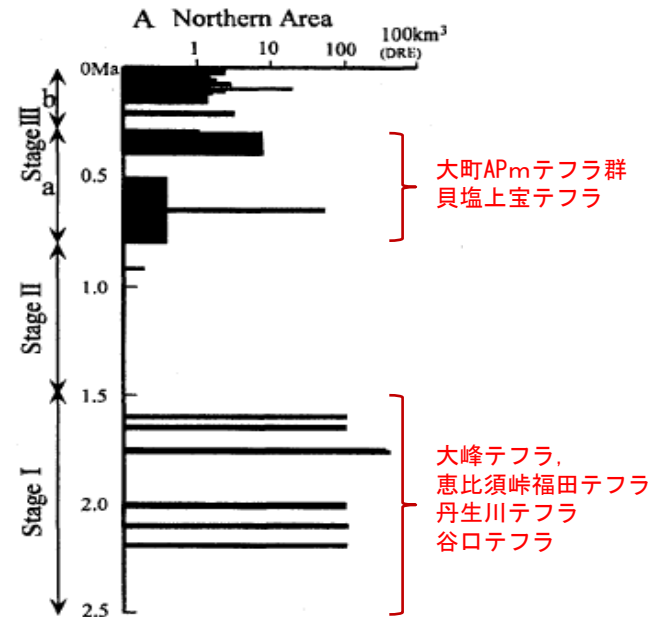 A Northern Area
1 10 100 100km³
(DRE)
0Ma
b
Stage III
a
0.5
大町APmテフラ群
貝塩上宝テフラ
Stage II
1.0
1.5
Stage I
大峰テフラ,
恵比須峠福田テフラ
丹生川テフラ
谷口テフラ
2.0
2.5